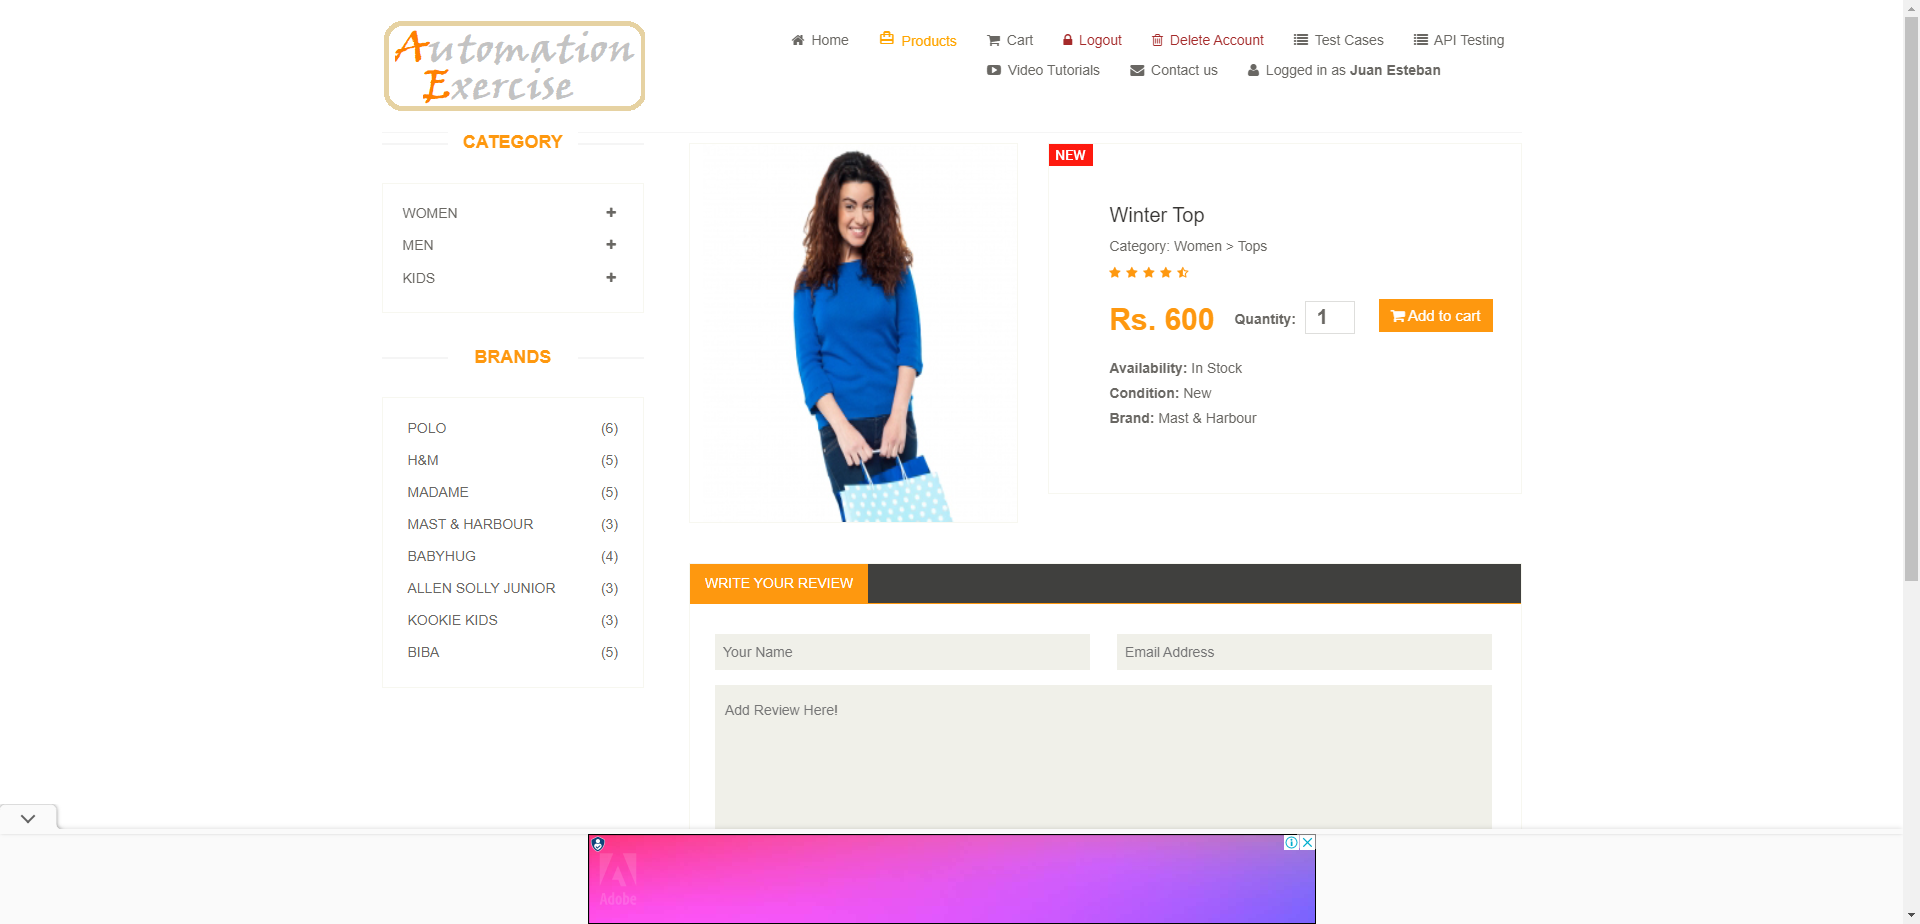 Automation
Exercise
Home
Products
Cart
Logout
Delete Account
Test Cases
API Testing
Video Tutorials
Contact us
Logged in as Juan Esteban
CATEGORY
WOMEN
MEN
KIDS
BRANDS
POLO (6)
H&M (5)
MADAME (5)
MAST & HARBOUR (3)
BABYHUG (4)
ALLEN SOLLY JUNIOR (3)
KOOKIE KIDS (3)
BIBA (5)
NEW
Winter Top
Category: Women > Tops
Rs. 600 Quantity: 1 Add to cart
Availability: In Stock
Condition: New
Brand: Mast & Harbour
WRITE YOUR REVIEW
Your Name
Email Address
Add Review Here!
Adobe